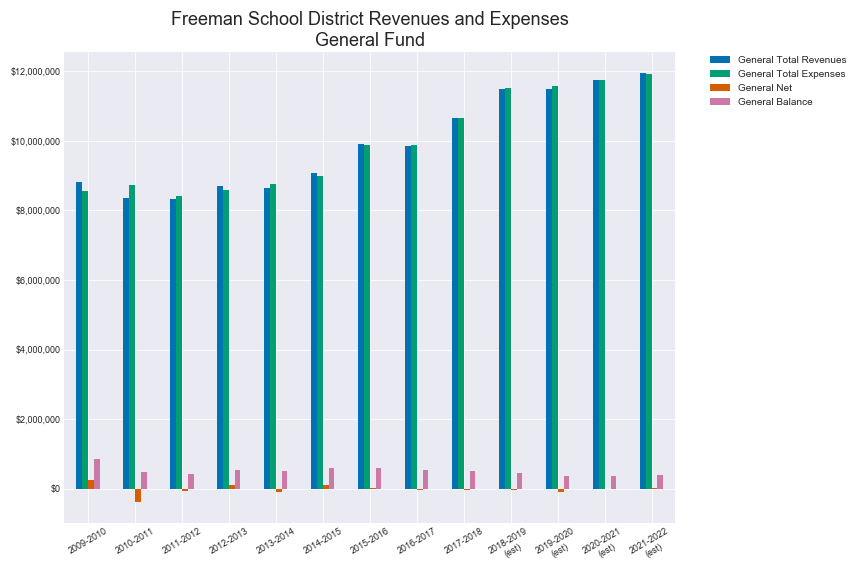 Freeman School District Revenues and Expenses
General Fund
General Total Revenues
General Total Expenses
General Net
General Balance
$12,000,000
$10,000,000
$8,000,000
$6,000,000
$4,000,000
$2,000,000
$0
2009-2010
2010-2011
2011-2012
2012-2013
2013-2014
2014-2015
2015-2016
2016-2017
2017-2018
2018-2019
(est)
2019-2020
(est)
2020-2021
(est)
2021-2022
(est)